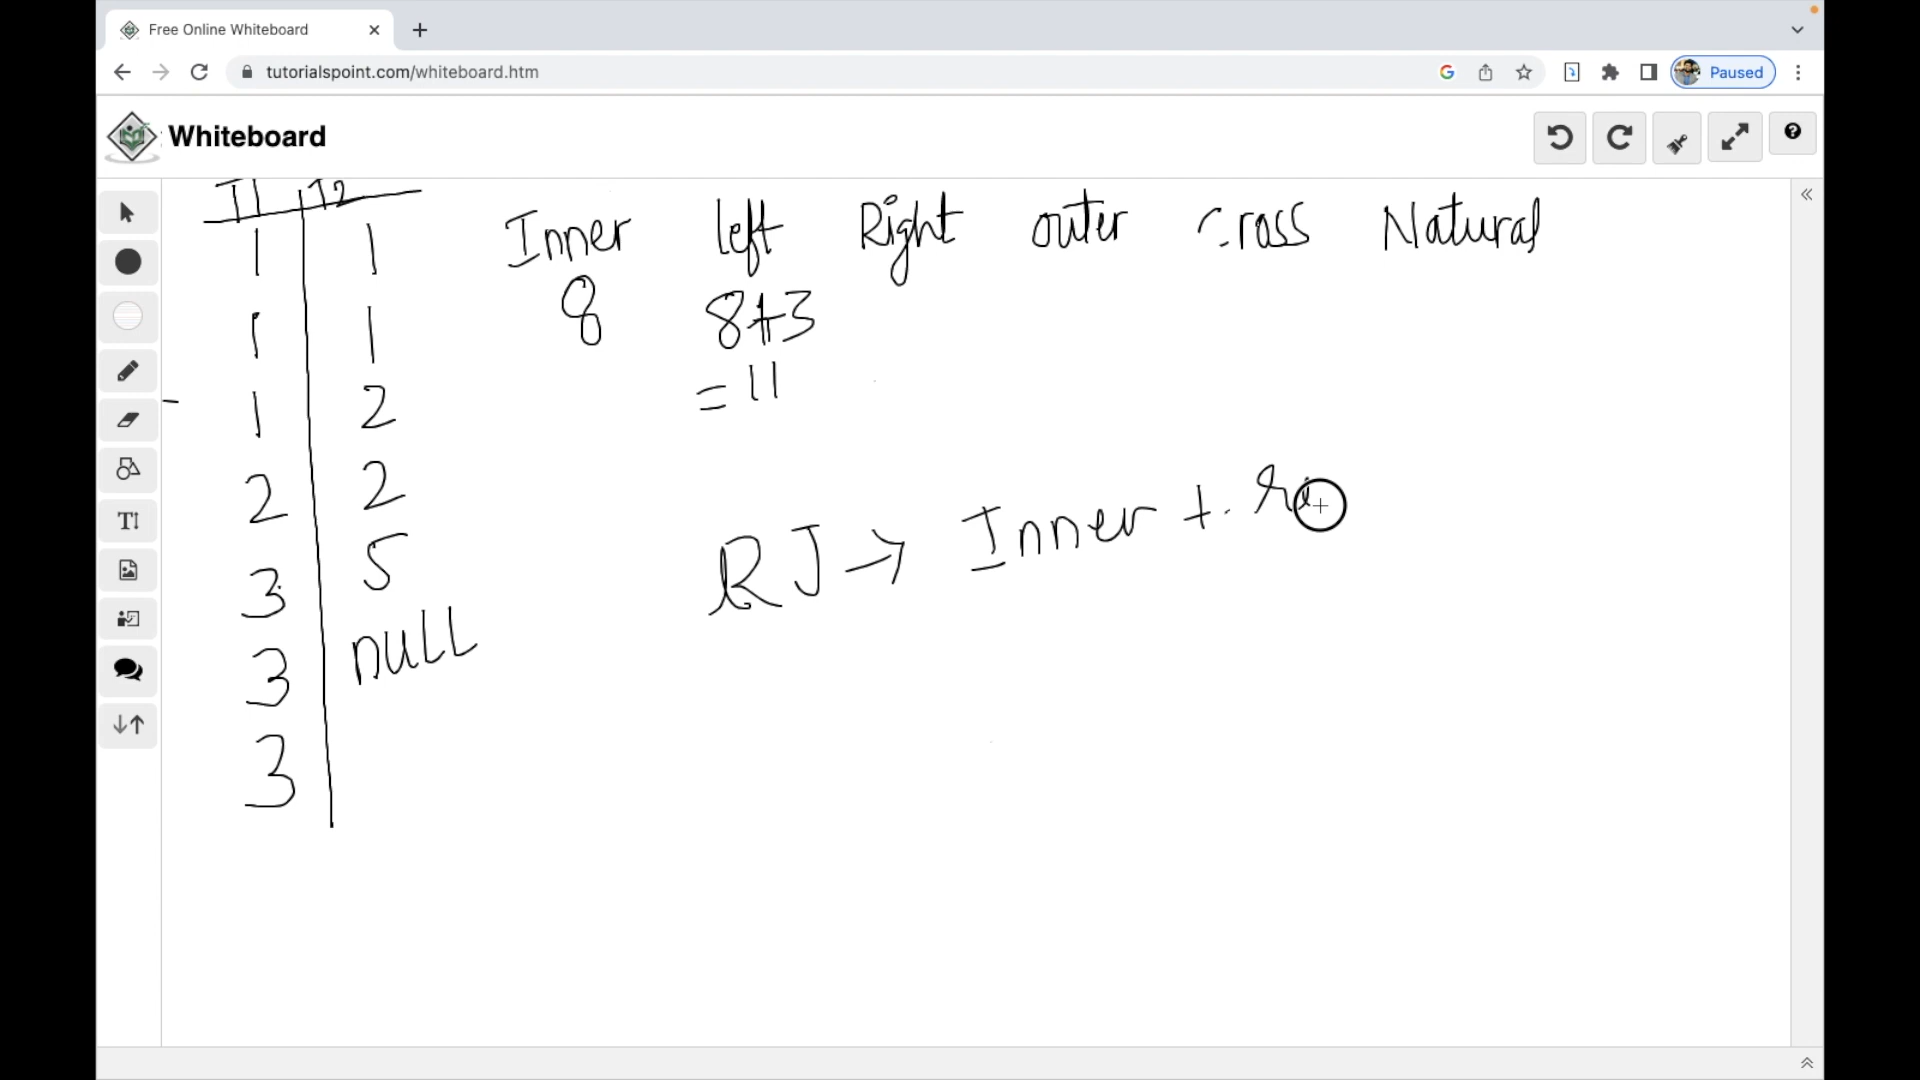 Free Online Whiteboard
tutorialspoint.com/whiteboard.htm
Paused
Whiteboard
T1 T2
Inner left Right outer cross Natural
1 1
8 8+3
1 1
= 11
1 2
2 2
RJ → Inner +
3 5
3 NULL
3